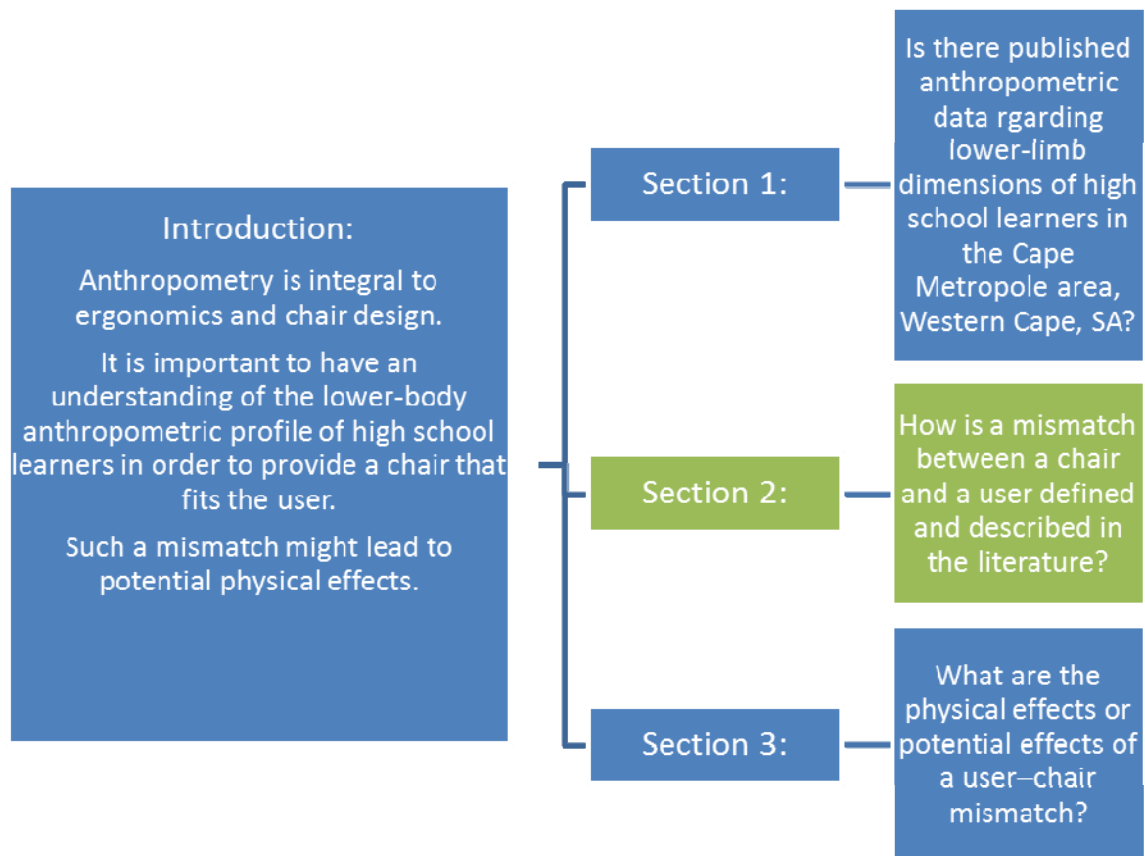 Introduction:
Anthropometry is integral to
ergonomics and chair design.
It is important to have an
understanding of the lower-body
anthropometric profile of high school
learners in order to provide a chair that
fits the user.
Such a mismatch might lead to
potential physical effects.
Section 1:
Is there published
anthropometric
data rgarding
lower-limb
dimensions of high
school learners in
the Cape
Metropole area,
Western Cape, SA?
Section 2:
How is a mismatch
between a chair
and a user defined
and described in
the literature?
Section 3:
What are the
physical effects or
potential effects of
a user–chair
mismatch?